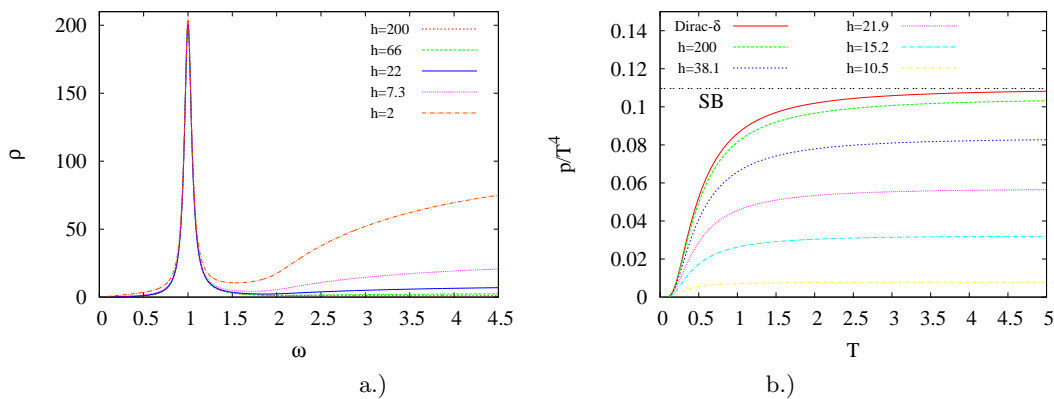 ρ
200
150
100
50
0
h=200
h=66
h=22
h=7.3
h=2
0 0.5 1 1.5 2 2.5 3 3.5 4 4.5
ω
a.)
p/T⁴
0.14
0.12
0.1
0.08
0.06
0.04
0.02
0
Dirac-δ
h=200
h=38.1
h=21.9
h=15.2
h=10.5
SB
0 0.5 1 1.5 2 2.5 3 3.5 4 4.5 5
T
b.)